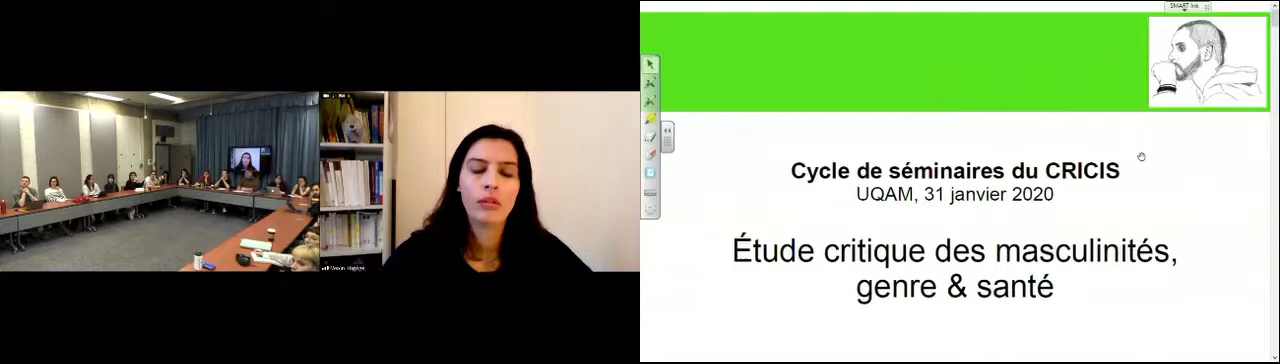 SMART Ink
Cycle de séminaires du CRICIS
UQAM, 31 janvier 2020
Étude critique des masculinités,
genre & santé